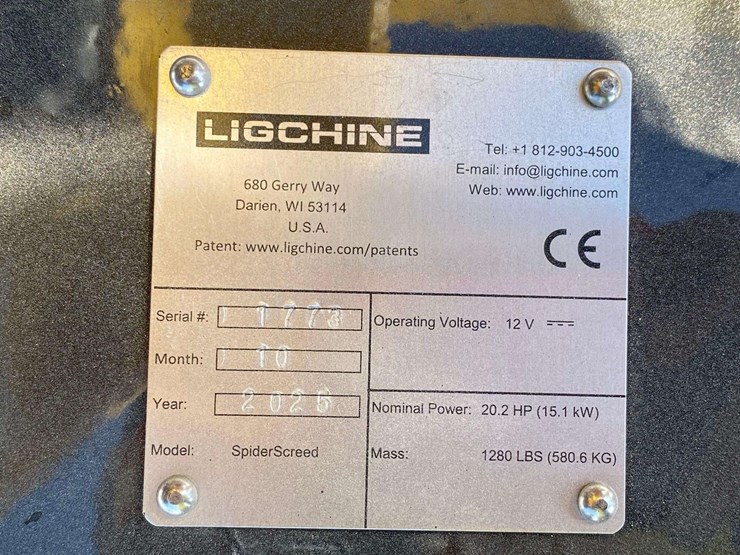 LIGCHINE
680 Gerry Way
Darien, WI 53114
U.S.A.
Patent: www.ligchine.com/patents
Tel: +1 812-903-4500
E-mail: info@ligchine.com
Web: www.ligchine.com
CE
Serial #:
Month: 10
Year:
Model: SpiderScreed
Operating Voltage: 12 V ⎓
Nominal Power: 20.2 HP (15.1 kW)
Mass: 1280 LBS (580.6 KG)